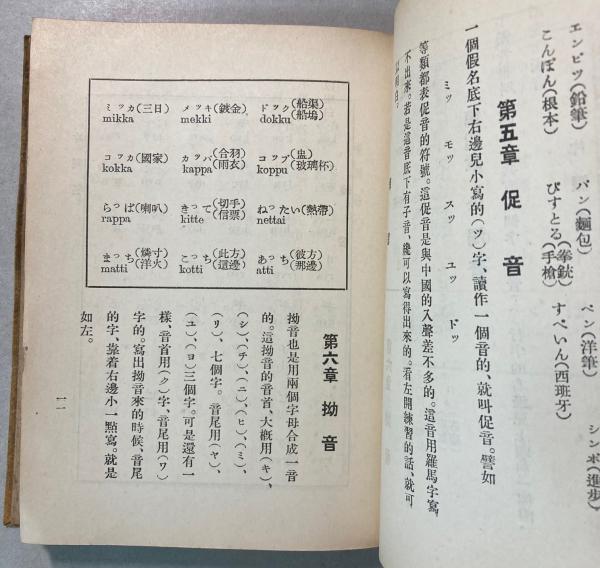 エンピツ(鉛筆)
パン(麵包)
ペン(洋筆)
シンポ(進步)
こんぽん(根本)
ぴすとる(拳銃)(手槍)
すぺいん(西班牙)
第五章 促音
一個假名底下右邊兒小寫的(ツ)字、讀作一個音的、就叫促音。譬如
ミッ モッ スッ ユッ ドッ
等類都表促音的符號。這促音是與中國的入聲差不多的。這音用羅馬字寫
不出來。若是這音底下有子音、纔可以寫得出來的。看左開練習的話、就可
ミッカ(三日) メッキ(鍍金) ドック(船渠)(船塢)
mikka mekki dokku
コッカ(國家) カッパ(合羽)(雨衣) コップ(盅)(玻璃杯)
kokka kappa koppu
らっぱ(喇叭) きって(切手)(信票) ねったい(熱帶)
rappa kitte nettai
まっち(燐寸)(洋火) こっち(此方)(這邊) あっち(彼方)(那邊)
matti kotti atti
第六章 拗音
拗音也是用兩個字母合成一音
的。這拗音的音首、大槪用(キ)、
(シ)、(チ)、(ニ)、(ヒ)、(ミ)、
(リ)、七個字。音尾用(ヤ)、
(ユ)、(ヨ)三個字。可是還有一
樣、音首用(ク)字、音尾用(ワ)
字的。寫出拗音來的時候、音尾
的字、靠着右邊小一點寫。就是
如左。
一一